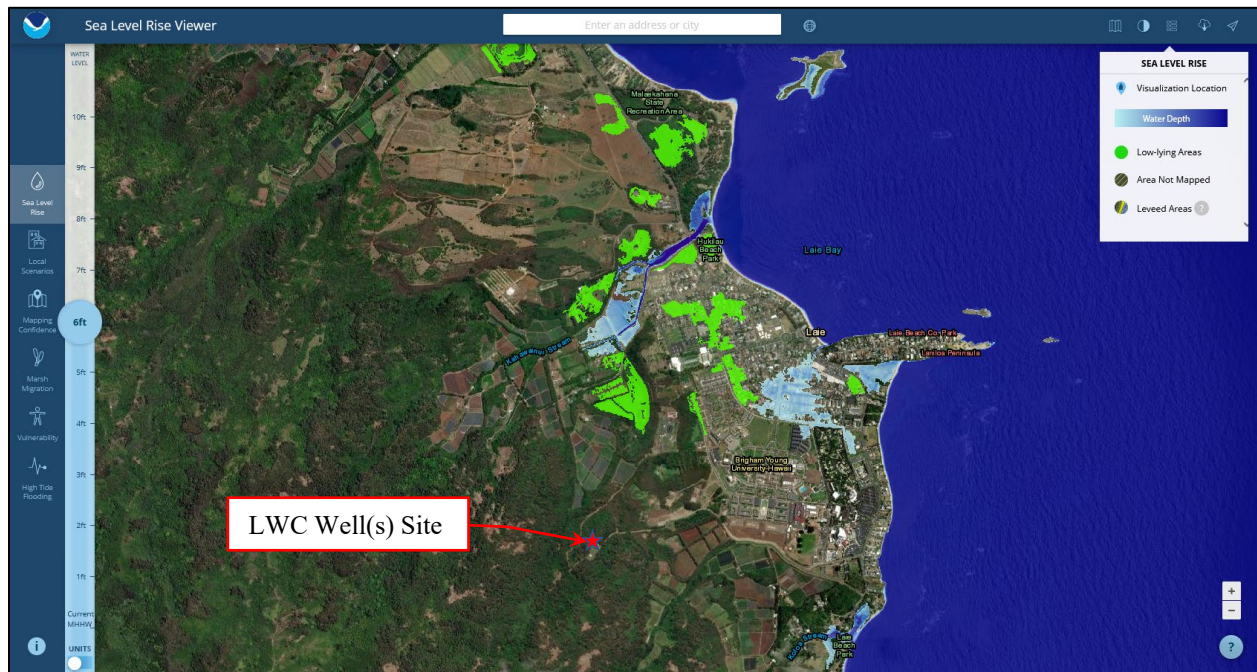 Sea Level Rise Viewer
Enter an address or city
WATER
LEVEL
10ft
9ft
8ft
7ft
6ft
5ft
4ft
3ft
2ft
1ft
Current
MHHW
UNITS
Sea Level
Rise
Local
Scenarios
Mapping
Confidence
Marsh
Migration
Vulnerability
High Tide
Flooding
i
SEA LEVEL RISE
Visualization Location
Water Depth
Low-lying Areas
Area Not Mapped
Leveed Areas ?
Malaekahana
State
Recreation Area
Hukilau
Beach
Park
Laie Bay
Laie
Laie Beach Co. Park
Laniloa Peninsula
Kahawainui Stream
Brigham Young
University-Hawaii
LWC Well(s) Site
Koloa Stream
Laie
Beach
Park
+
−
?